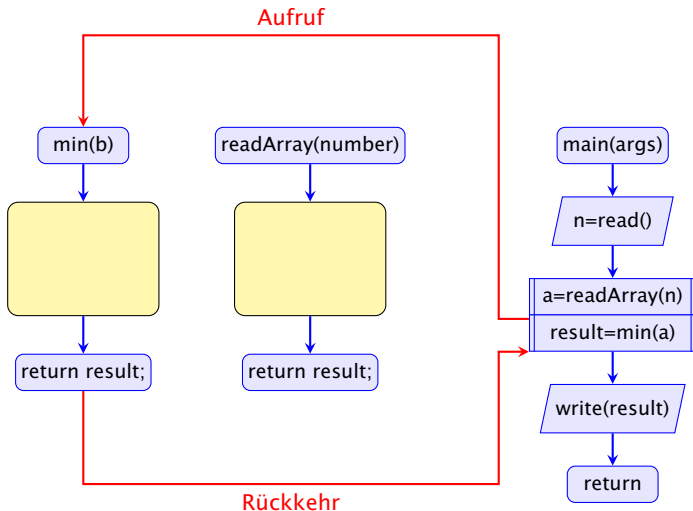 Aufruf
min(b)
readArray(number)
main(args)
n=read()
a=readArray(n)
result=min(a)
return result;
return result;
write(result)
return
Rückkehr